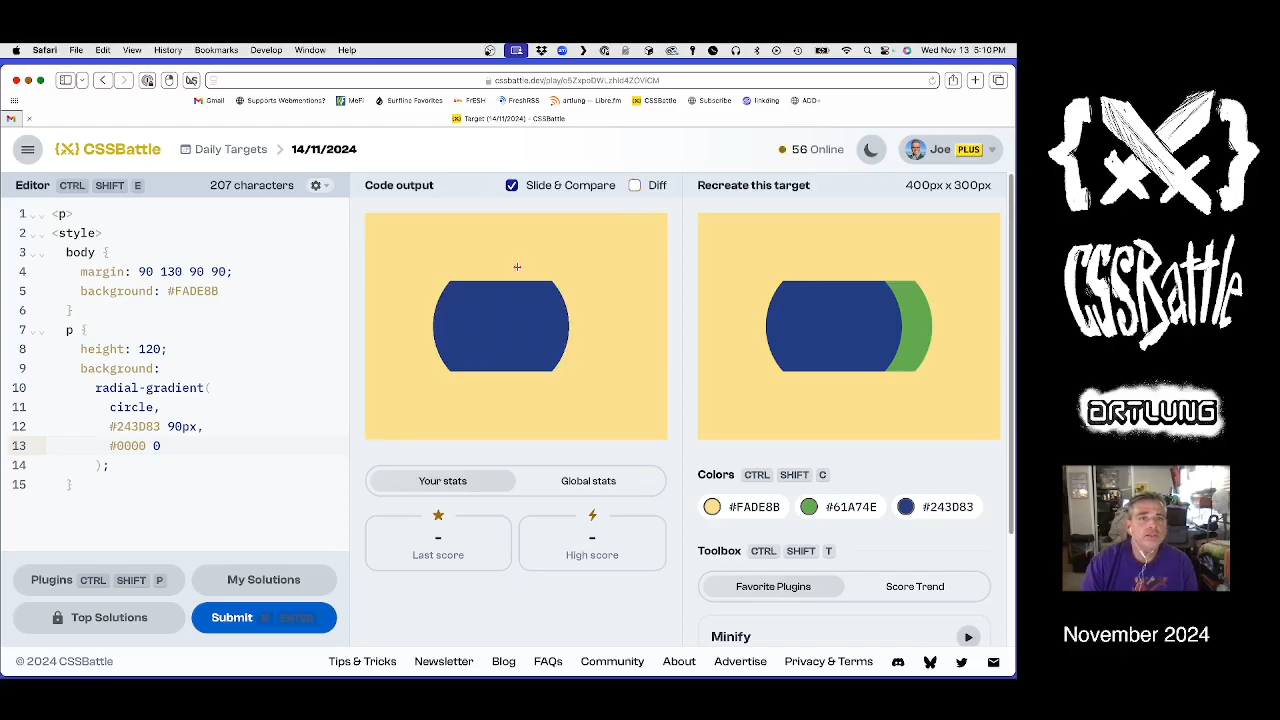 Safari File Edit View History Bookmarks Develop Window Help Wed Nov 13 5:10PM
cssbattle.dev/play/o5ZxpoDWLzhId4ZOViCM
Gmail Supports Webmentions? MeFi Surfline Favorites FrESH FreshRSS artlung — Libre.fm CSSBattle Subscribe linkding ADD+
Target (14/11/2024) - CSSBattle
{X} CSSBattle Daily Targets > 14/11/2024 56 Online Joe PLUS
Editor CTRL SHIFT E 207 characters Code output Slide & Compare Diff Recreate this target 400px x 300px
1 <p>
2 <style>
3 body {
4 margin: 90 130 90 90;
5 background: #FADE8B
6 }
7 p {
8 height: 120;
9 background:
10 radial-gradient(
11 circle,
12 #243D83 90px,
13 #0000 0
14 );
15 }
Your stats Global stats
- Last score
- High score
Colors CTRL SHIFT C
#FADE8B #61A74E #243D83
Toolbox CTRL SHIFT T
Favorite Plugins Score Trend
Minify
Plugins CTRL SHIFT P My Solutions
Top Solutions Submit
© 2024 CSSBattle Tips & Tricks Newsletter Blog FAQs Community About Advertise Privacy & Terms
CSSBattle
ARTLUNG
November 2024